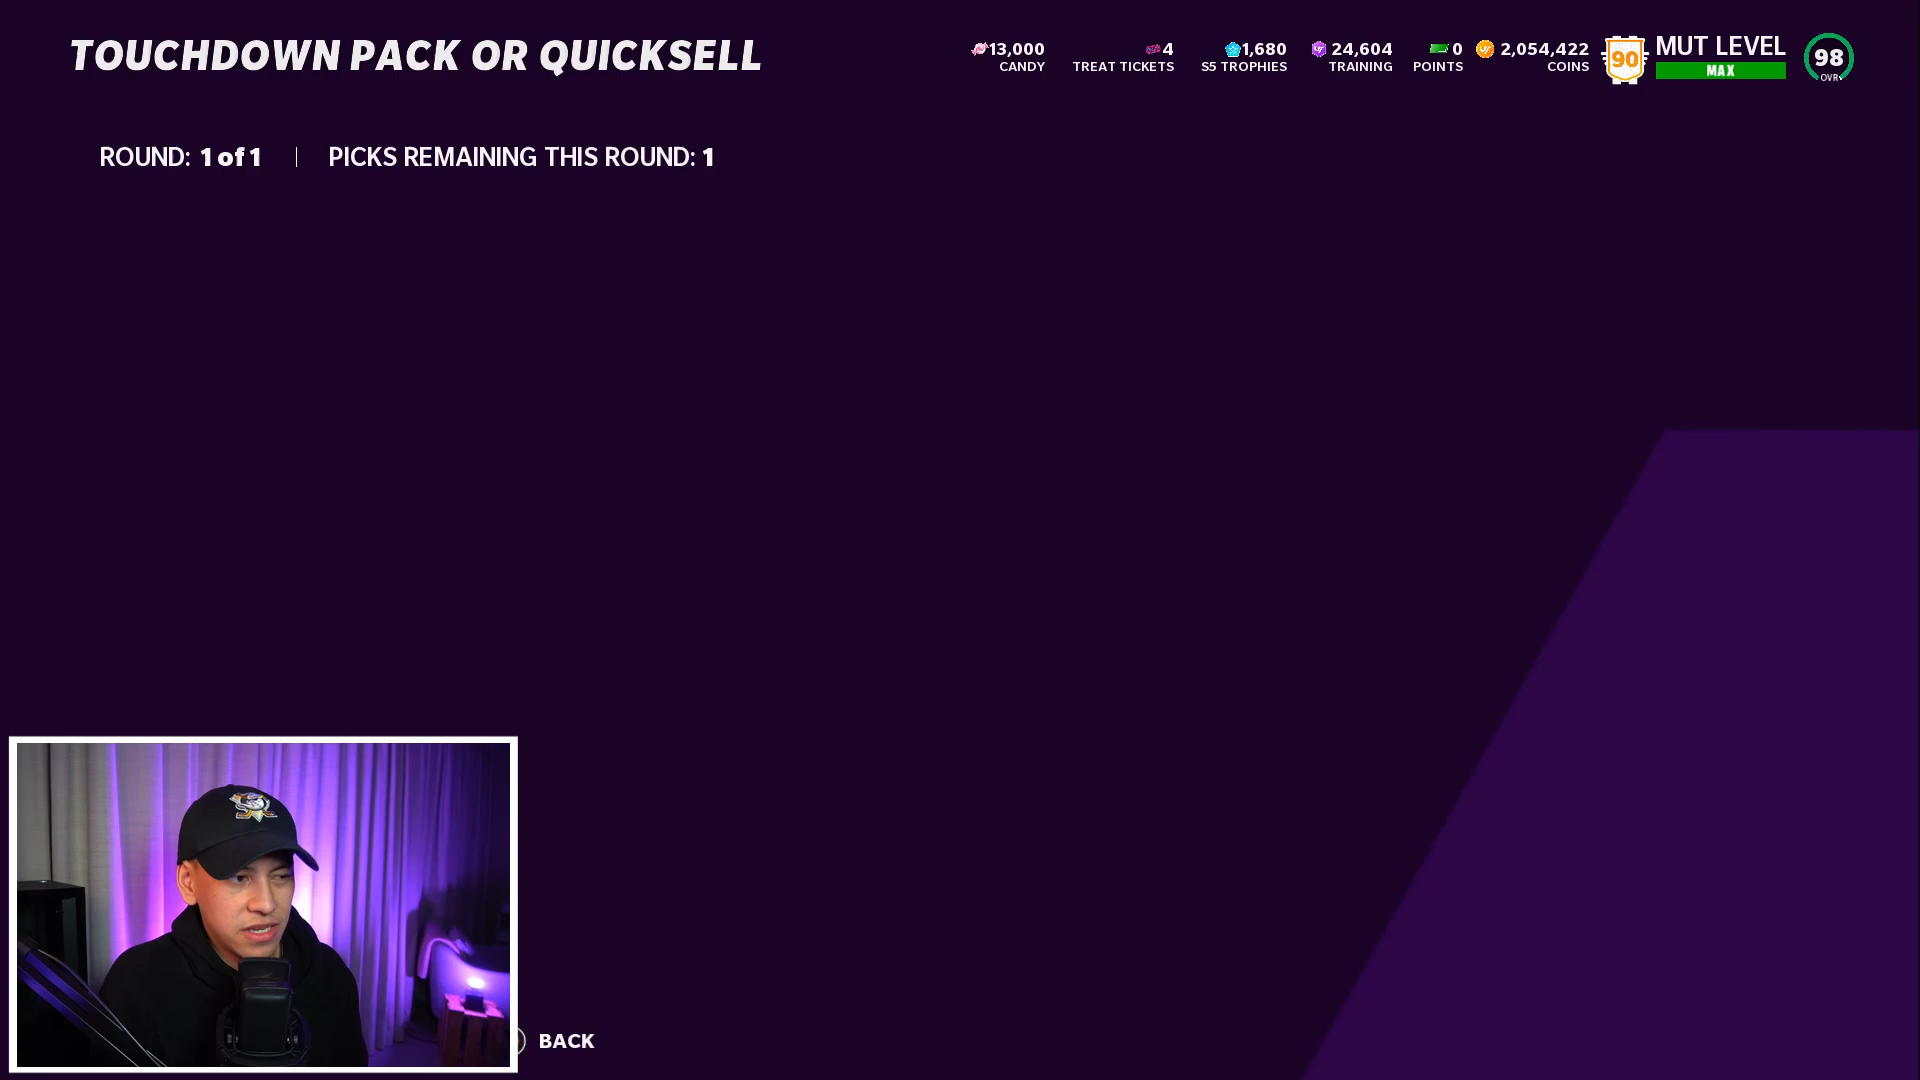 TOUCHDOWN PACK OR QUICKSELL
13,000
CANDY
4
TREAT TICKETS
1,680
S5 TROPHIES
24,604
TRAINING
0
POINTS
2,054,422
COINS
90
MUT LEVEL
MAX
98
OVR
ROUND: 1 of 1
PICKS REMAINING THIS ROUND: 1
BACK